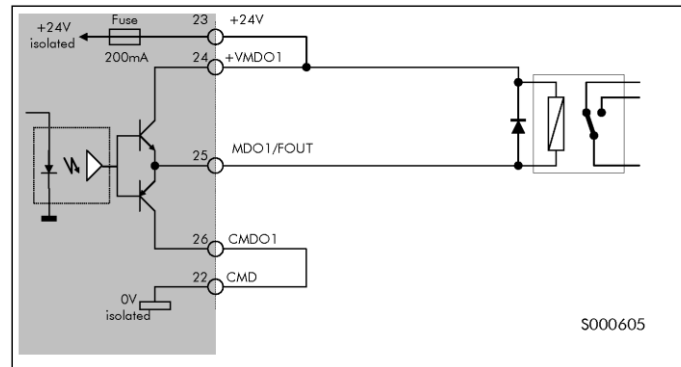 +24V
isolated
Fuse
200mA
23
+24V
24
+VMDO1
25
MDO1/FOUT
26
CMDO1
22
CMD
0V
isolated
S000605